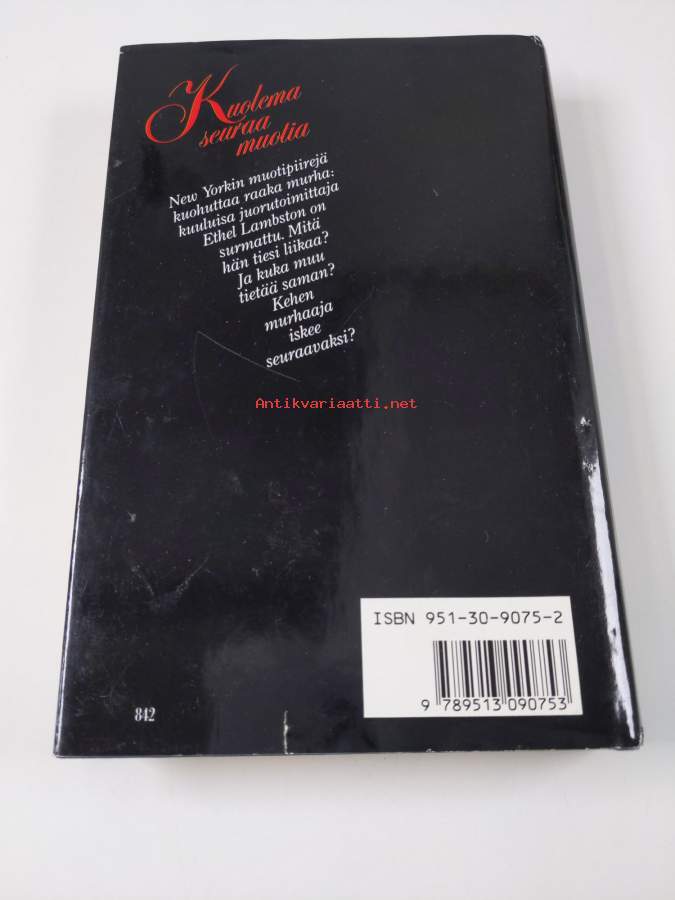 Kuolema
seuraa
muotia
New Yorkin muotipiirejä
kuohuttaa raaka murha:
kuuluisa juorutoimittaja
Ethel Lambston on
surmattu. Mitä
hän tiesi liikaa?
Ja kuka muu
tietää saman?
Kehen
murhaaja
iskee
seuraavaksi?
Antikvariaatti.net
ISBN 951-30-9075-2
9 789513 090753
842